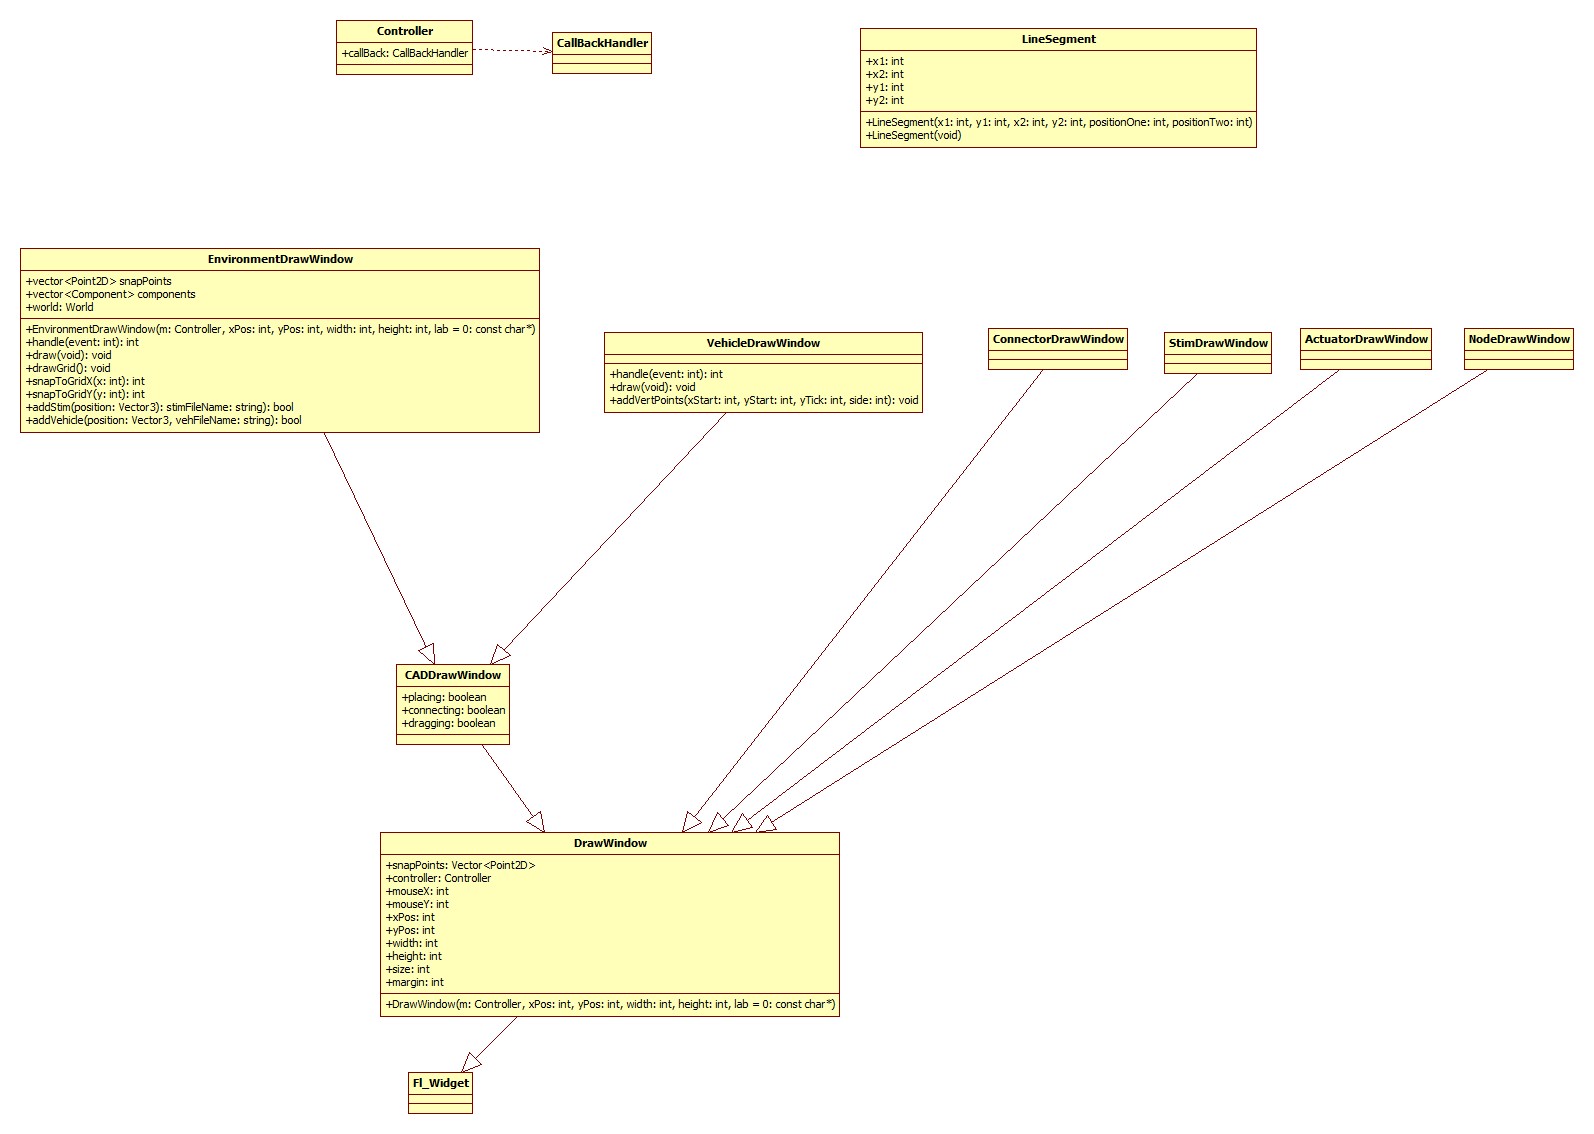 Controller
+callBack: CallBackHandler
CallBackHandler
LineSegment
+x1: int
+x2: int
+y1: int
+y2: int
+LineSegment(x1: int, y1: int, x2: int, y2: int, positionOne: int, positionTwo: int)
+LineSegment(void)
EnvironmentDrawWindow
+vector<Point2D> snapPoints
+vector<Component> components
+world: World
+EnvironmentDrawWindow(m: Controller, xPos: int, yPos: int, width: int, height: int, lab = 0: const char*)
+handle(event: int): int
+draw(void): void
+drawGrid(): void
+snapToGridX(x: int): int
+snapToGridY(y: int): int
+addStim(position: Vector3): stimFileName: string): bool
+addVehicle(position: Vector3, vehFileName: string): bool
VehicleDrawWindow
+handle(event: int): int
+draw(void): void
+addVertPoints(xStart: int, yStart: int, yTick: int, side: int): void
ConnectorDrawWindow
StimDrawWindow
ActuatorDrawWindow
NodeDrawWindow
CADDrawWindow
+placing: boolean
+connecting: boolean
+dragging: boolean
DrawWindow
+snapPoints: Vector<Point2D>
+controller: Controller
+mouseX: int
+mouseY: int
+xPos: int
+yPos: int
+width: int
+height: int
+size: int
+margin: int
+DrawWindow(m: Controller, xPos: int, yPos: int, width: int, height: int, lab = 0: const char*)
Fl_Widget